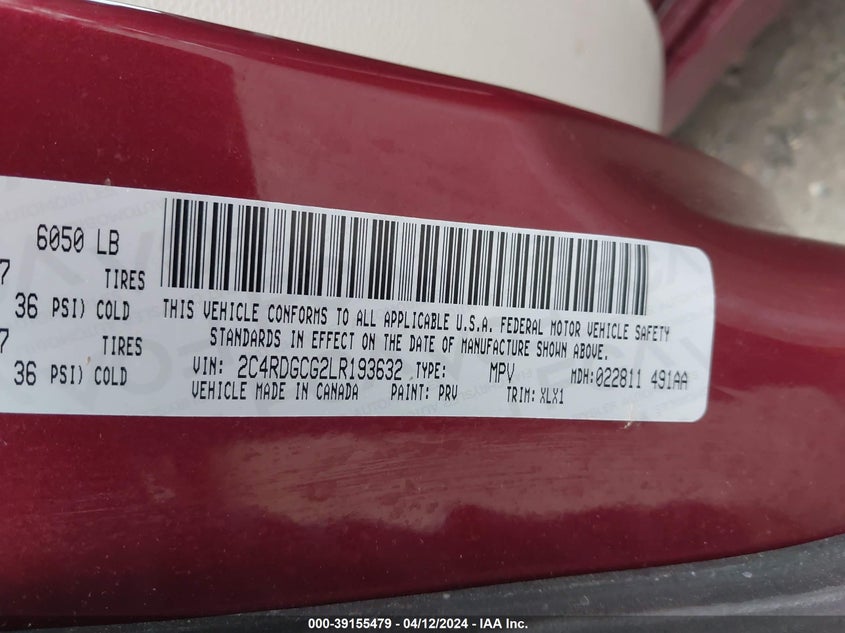 6050 LB
7 TIRES
36 PSI) COLD
7 TIRES
36 PSI) COLD
THIS VEHICLE CONFORMS TO ALL APPLICABLE U.S.A. FEDERAL MOTOR VEHICLE SAFETY
STANDARDS IN EFFECT ON THE DATE OF MANUFACTURE SHOWN ABOVE.
VIN: 2C4RDGCG2LR193632 TYPE: MPV MDH:022811 491AA
VEHICLE MADE IN CANADA PAINT: PRV TRIM: XLX1
000-39155479 - 04/12/2024 - IAA Inc.